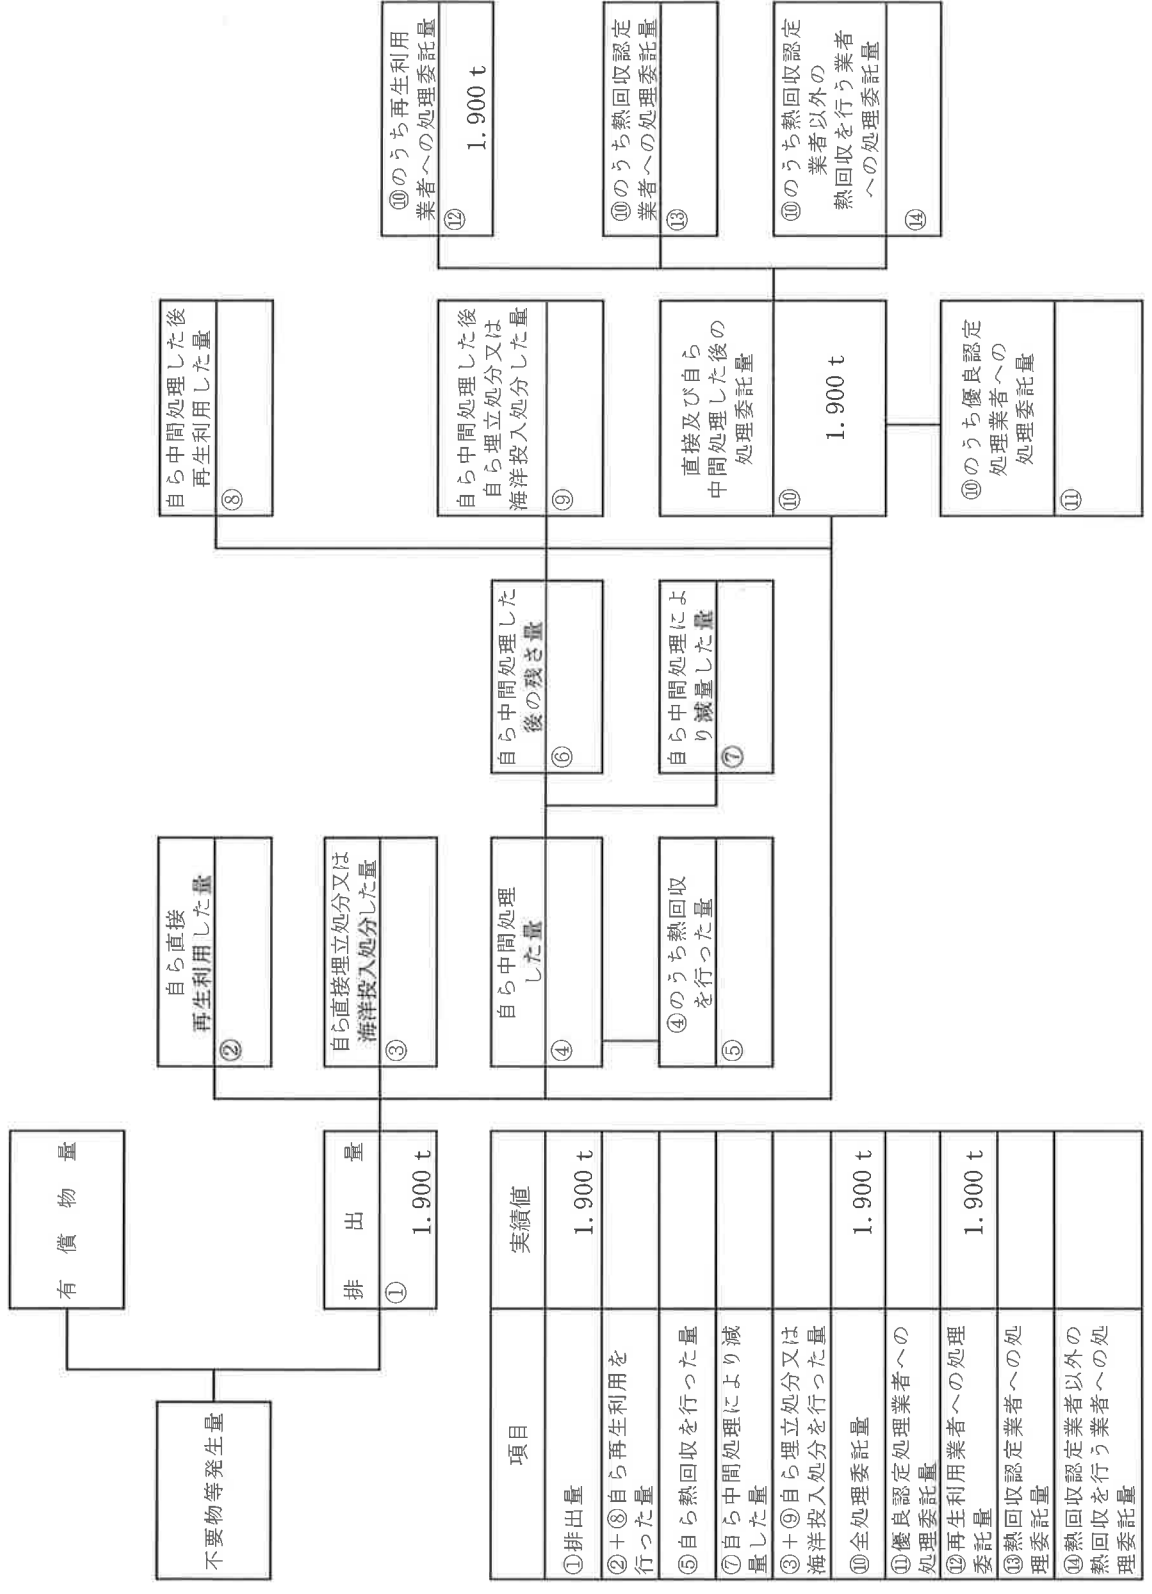 不要物等発生量
有償物量
排出量
①
1.900 t
自ら直接
再生利用した量
②
自ら直接埋立処分又は
海洋投入処分した量
③
自ら中間処理
した量
④
④のうち熱回収
を行った量
⑤
自ら中間処理した
後の残さ量
⑥
自ら中間処理によ
り減量した量
⑦
自ら中間処理した後
再生利用した量
⑧
自ら中間処理した後
自ら埋立処分又は
海洋投入処分した量
⑨
直接及び自ら
中間処理した後の
処理委託量
⑩
1.900 t
⑩のうち優良認定
処理業者への
処理委託量
⑪
⑩のうち再生利用
業者への処理委託量
⑫
1.900 t
⑩のうち熱回収認定
業者への処理委託量
⑬
⑩のうち熱回収認定
業者以外の
熱回収を行う業者
への処理委託量
⑭
項目
実績値
①排出量
1.900 t
②＋⑧自ら再生利用を
行った量
⑤自ら熱回収を行った量
⑦自ら中間処理により減
量した量
③＋⑨自ら埋立処分又は
海洋投入処分を行った量
⑩全処理委託量
1.900 t
⑪優良認定処理業者への
処理委託量
⑫再生利用業者への処理
委託量
1.900 t
⑬熱回収認定業者への処
理委託量
⑭熱回収認定業者以外の
熱回収を行う業者への処
理委託量